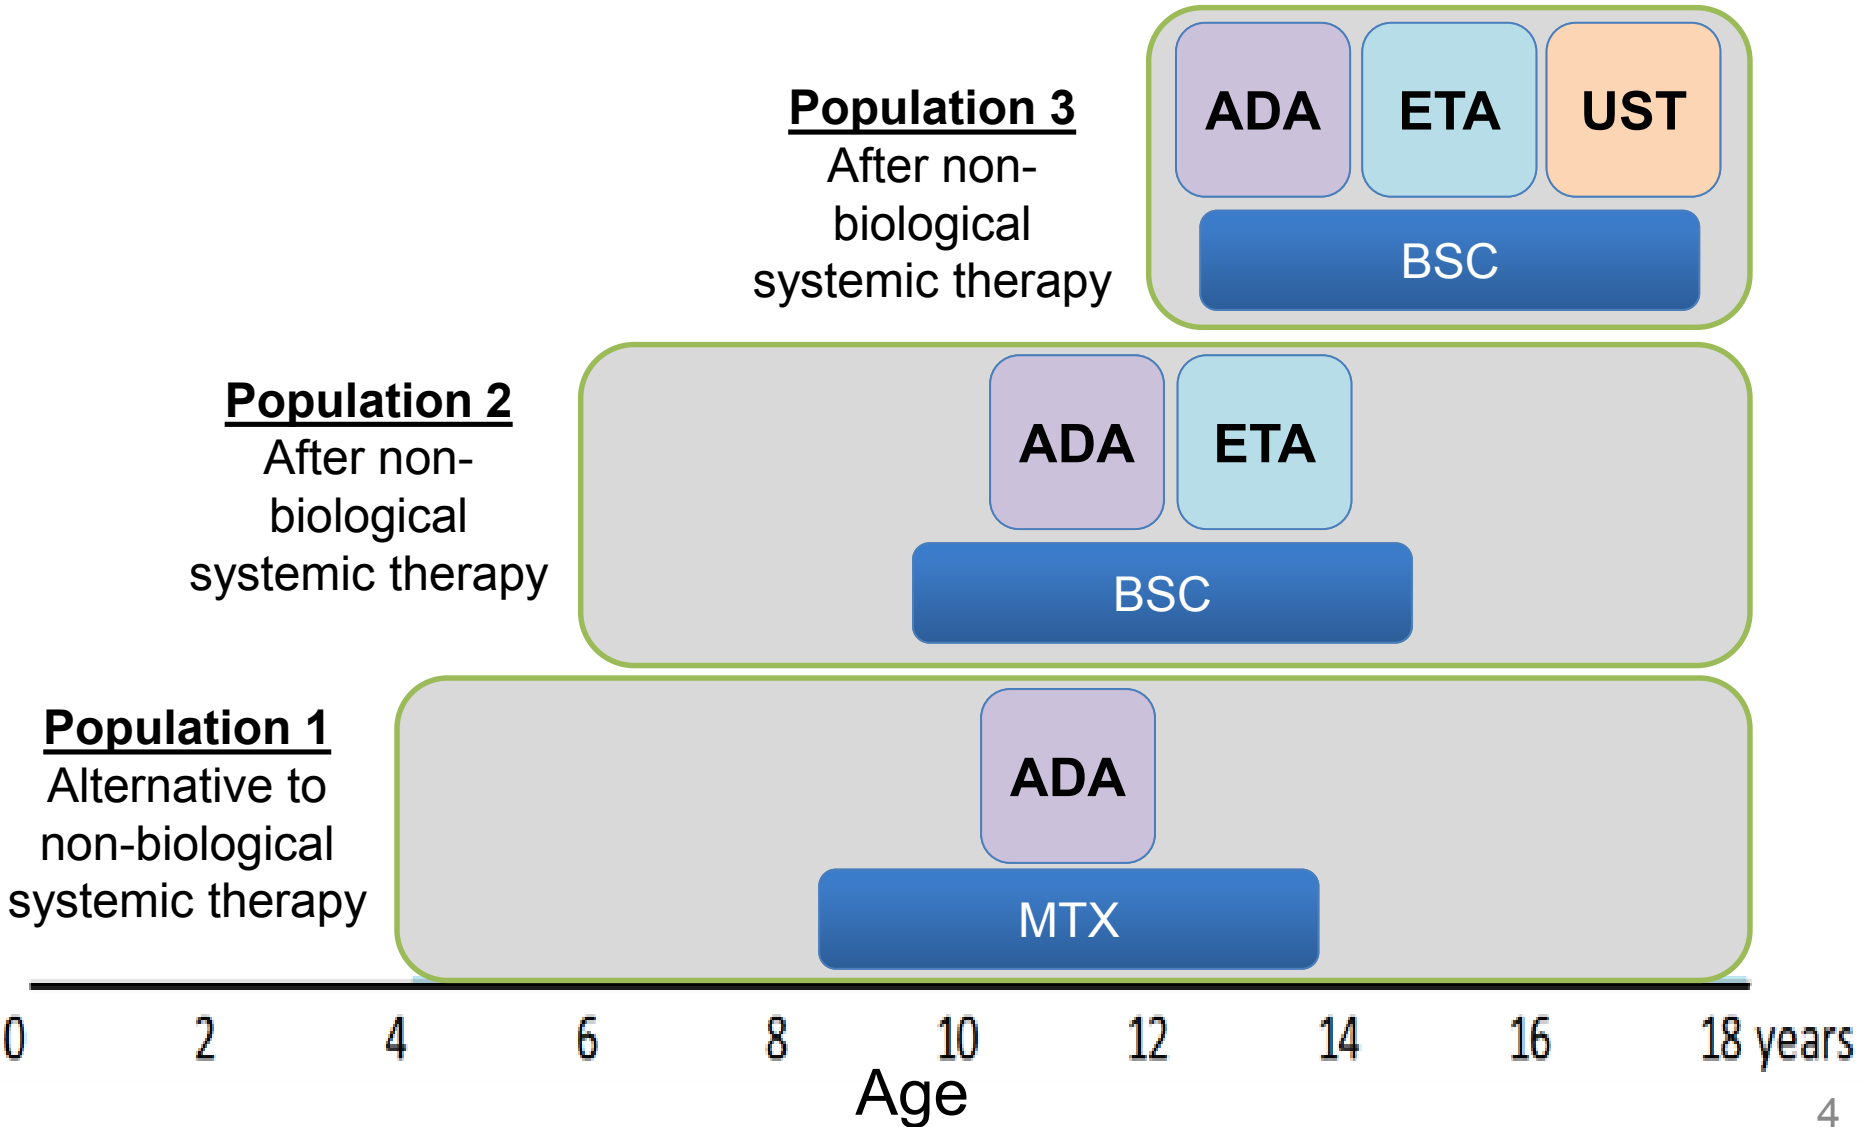 Population 3
After non-
biological
systemic therapy
ADA ETA UST
BSC
Population 2
After non-
biological
systemic therapy
ADA ETA
BSC
Population 1
Alternative to
non-biological
systemic therapy
ADA
MTX
0 2 4 6 8 10 12 14 16 18 years
Age
4